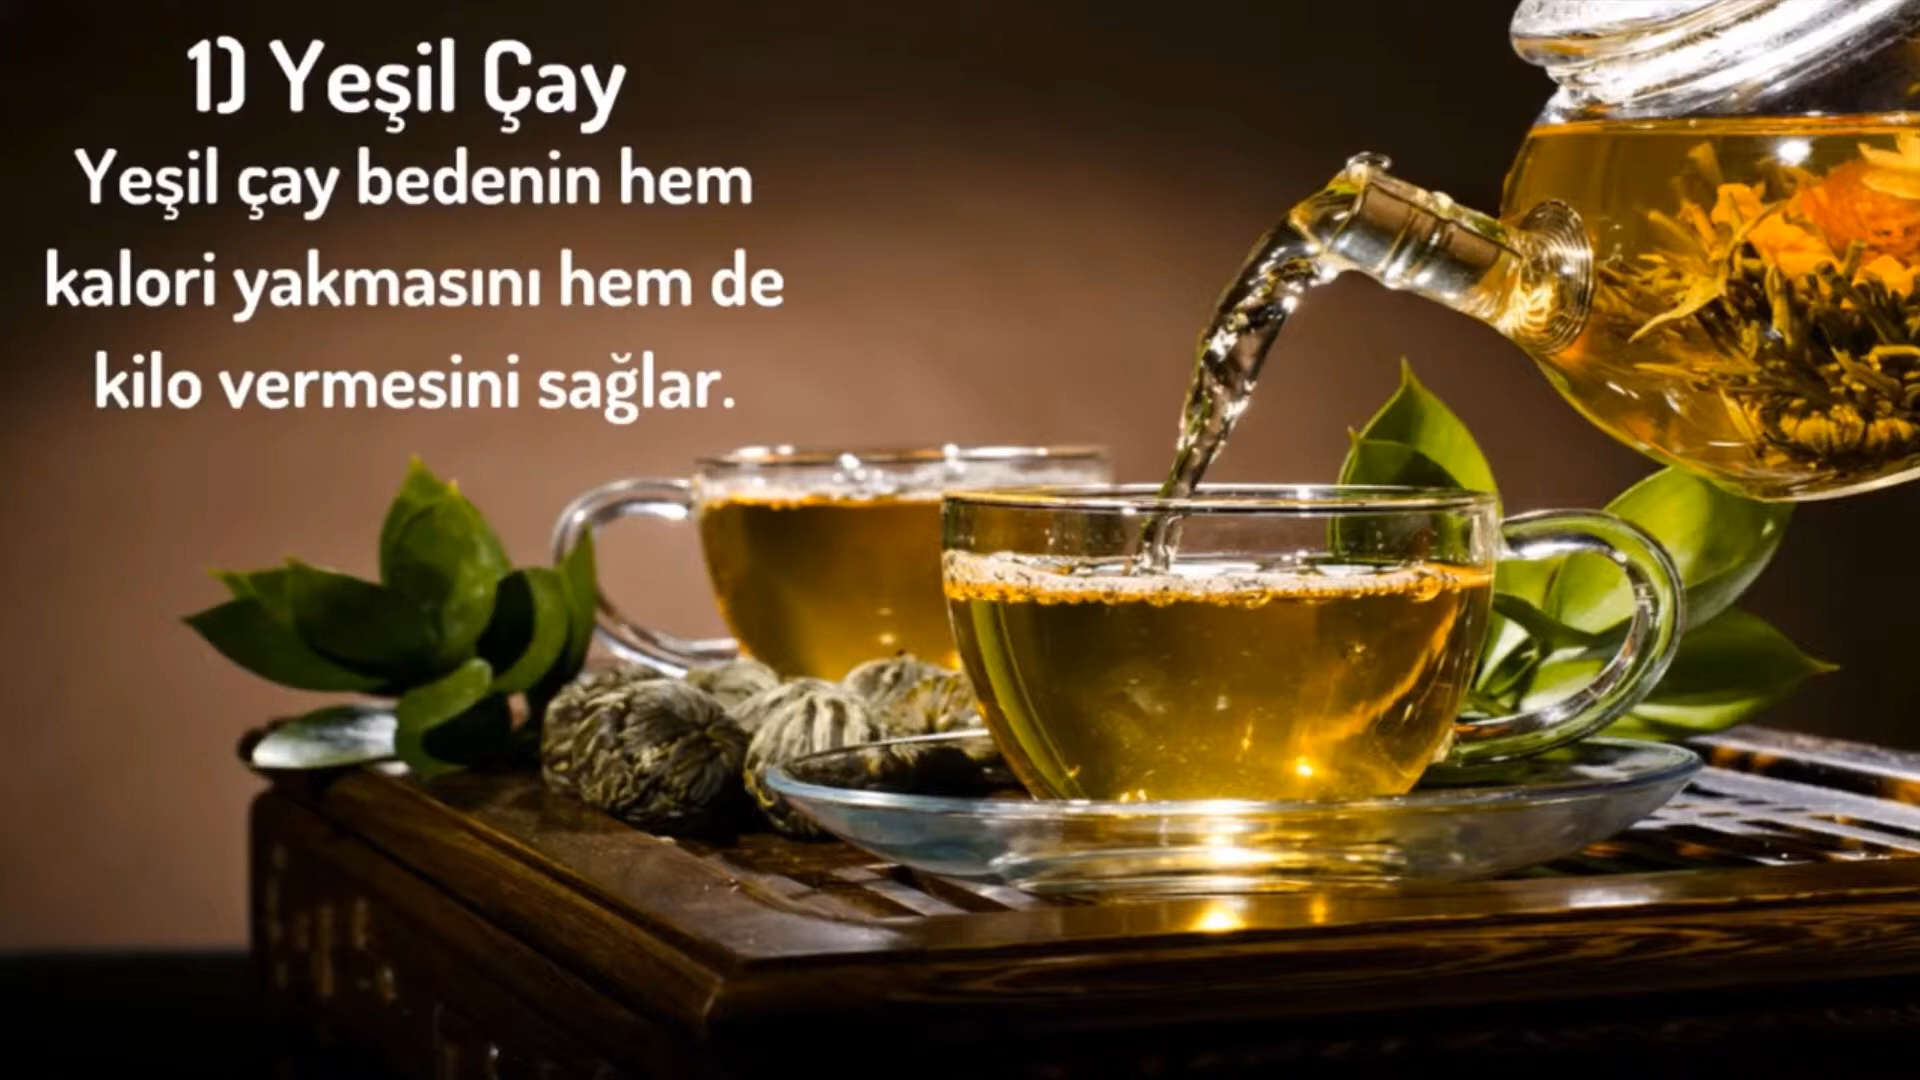 1) Yeşil Çay
Yeşil çay bedenin hem
kalori yakmasını hem de
kilo vermesini sağlar.